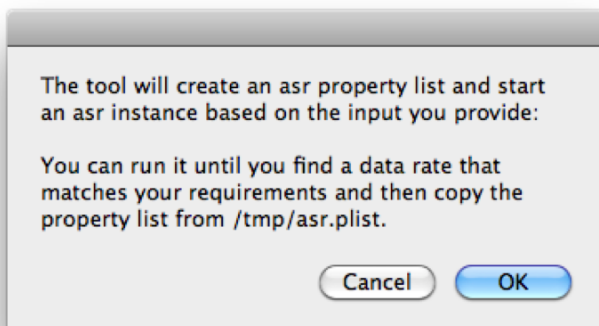 The tool will create an asr property list and start
an asr instance based on the input you provide:
You can run it until you find a data rate that
matches your requirements and then copy the
property list from /tmp/asr.plist.
Cancel
OK